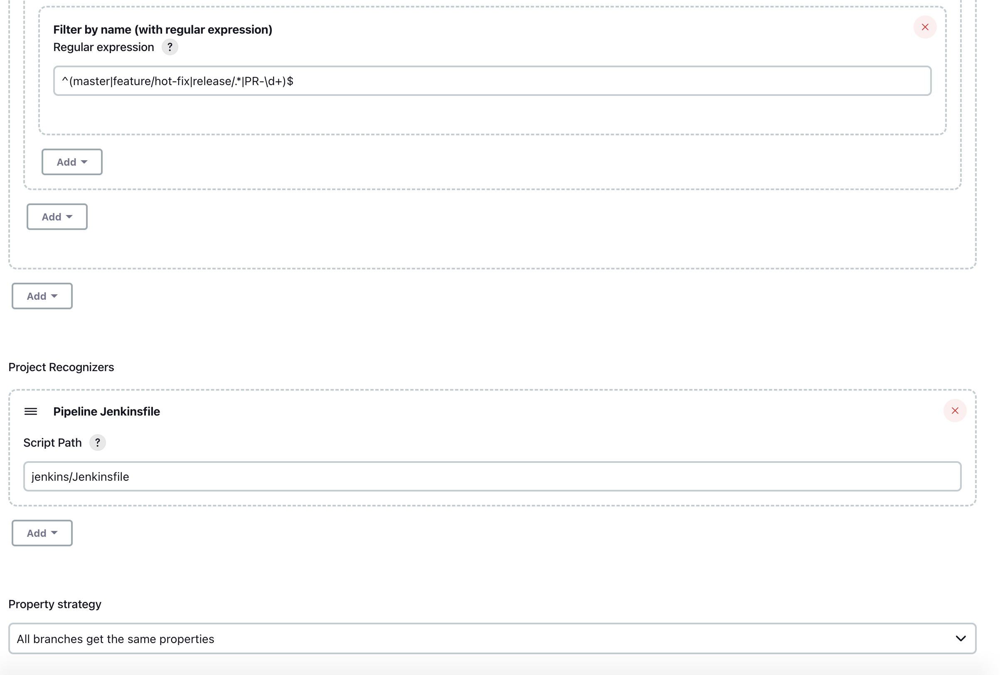 Filter by name (with regular expression)
Regular expression ?
^(master|feature/hot-fix|release/.*|PR-\d+)$
Add
Add
Add
Project Recognizers
Pipeline Jenkinsfile
Script Path ?
jenkins/Jenkinsfile
Add
Property strategy
All branches get the same properties